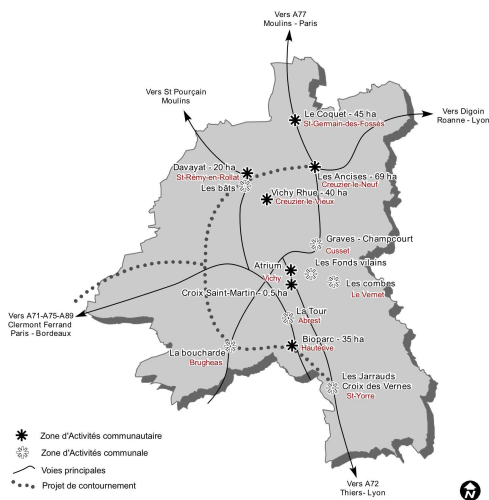 Vers A77
Moulins - Paris
Vers St Pourçain
Moulins
Vers Digoin
Roanne - Lyon
Le Coquet - 45 ha
St-Germain-des-Fossés
Davayat - 20 ha
St-Rémy-en-Rollat
Les bâts
Les Ancises - 69 ha
Creuzier-le-Neuf
Vichy Rhue - 40 ha
Creuzier-le-Vieux
Graves - Champcourt
Cusset
Atrium
Vichy
Les Fonds vilains
Croix Saint-Martin - 0,5 ha
Les combes
Le Vernet
Vers A71-A75-A89
Clermont Ferrand
Paris - Bordeaux
La Tour
Abrest
Bioparc - 35 ha
Hauterive
La boucharde
Brugheas
Les Jarrauds
Croix des Vernes
St-Yorre
Zone d'Activités communautaire
Zone d'Activités communale
Voies principales
Projet de contournement
Vers A72
Thiers- Lyon
N